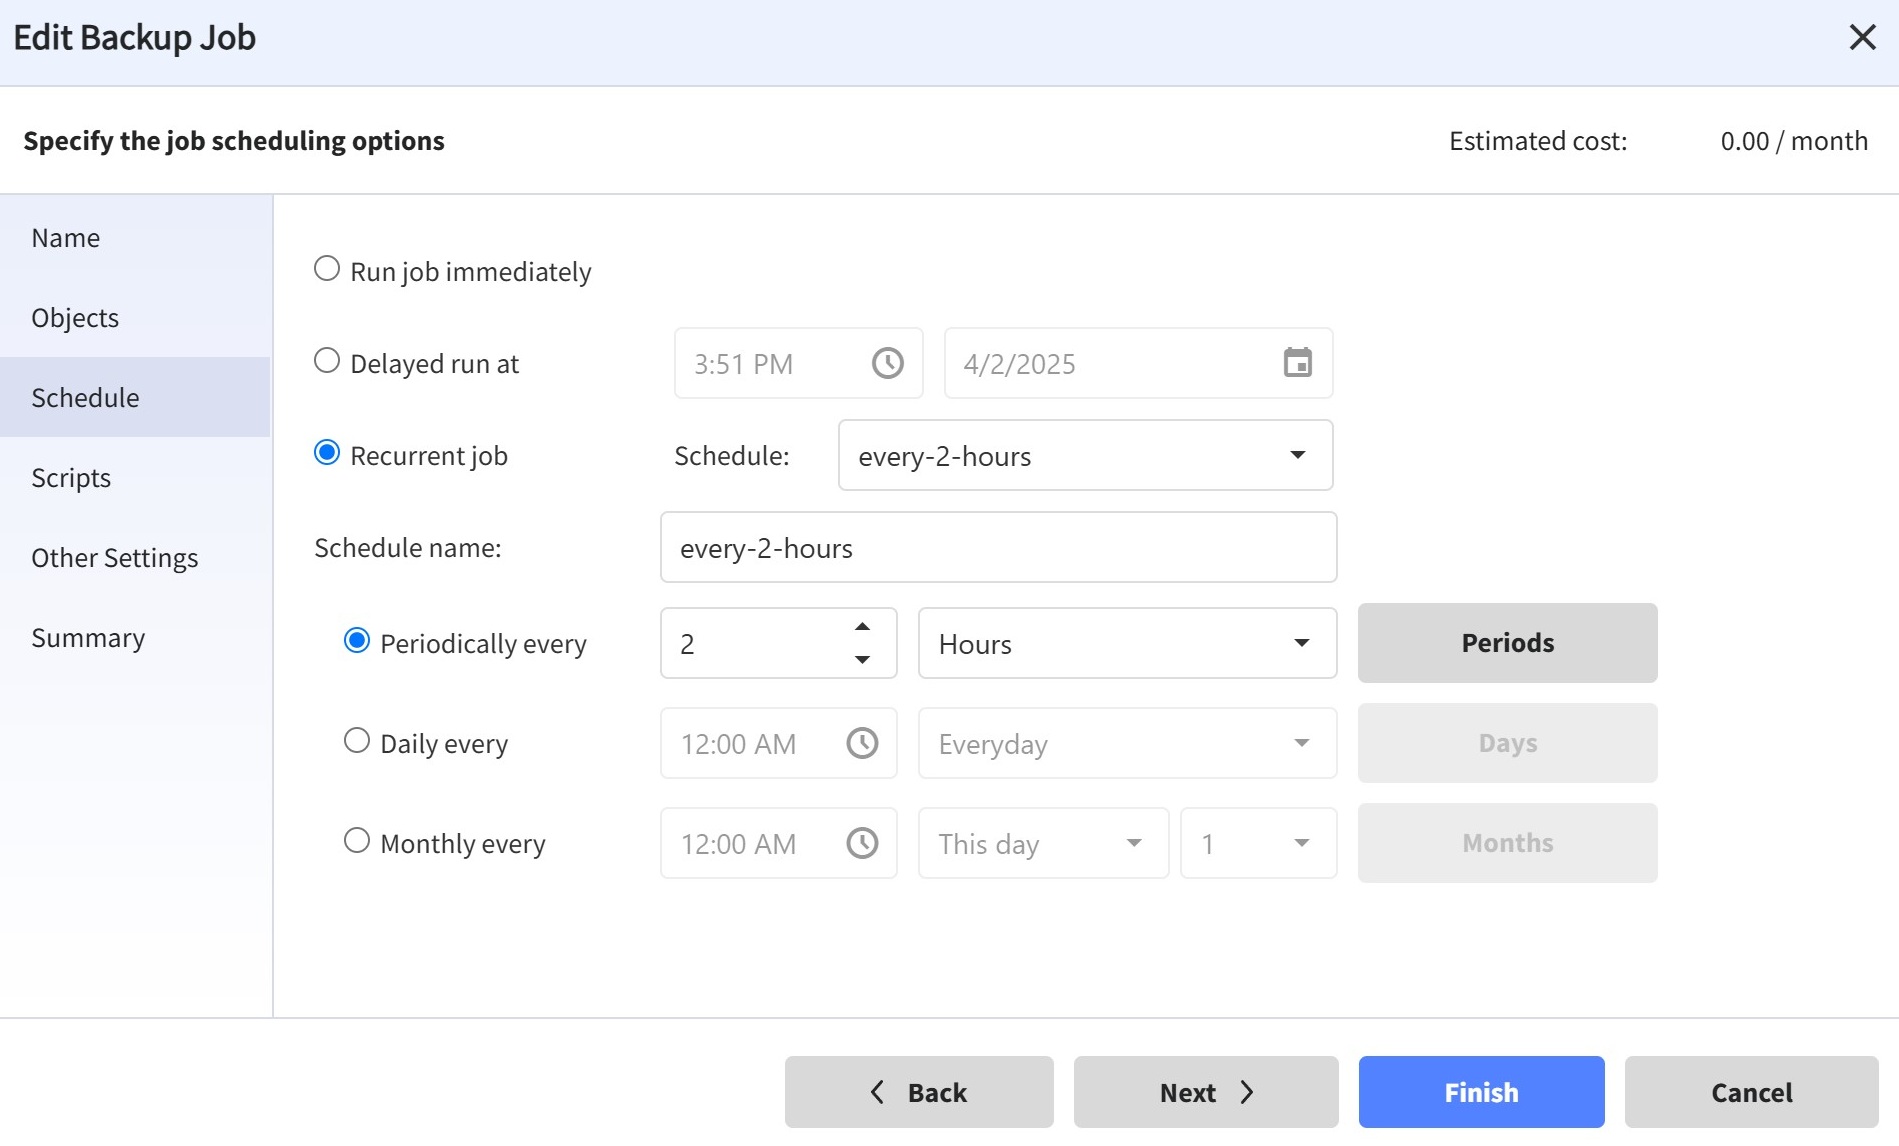 Edit Backup Job
Specify the job scheduling options Estimated cost: 0.00 / month
Name
Objects
Schedule
Scripts
Other Settings
Summary
Run job immediately
Delayed run at 3:51 PM 4/2/2025
Recurrent job Schedule: every-2-hours
Schedule name: every-2-hours
Periodically every 2 Hours Periods
Daily every 12:00 AM Everyday Days
Monthly every 12:00 AM This day 1 Months
Back Next Finish Cancel